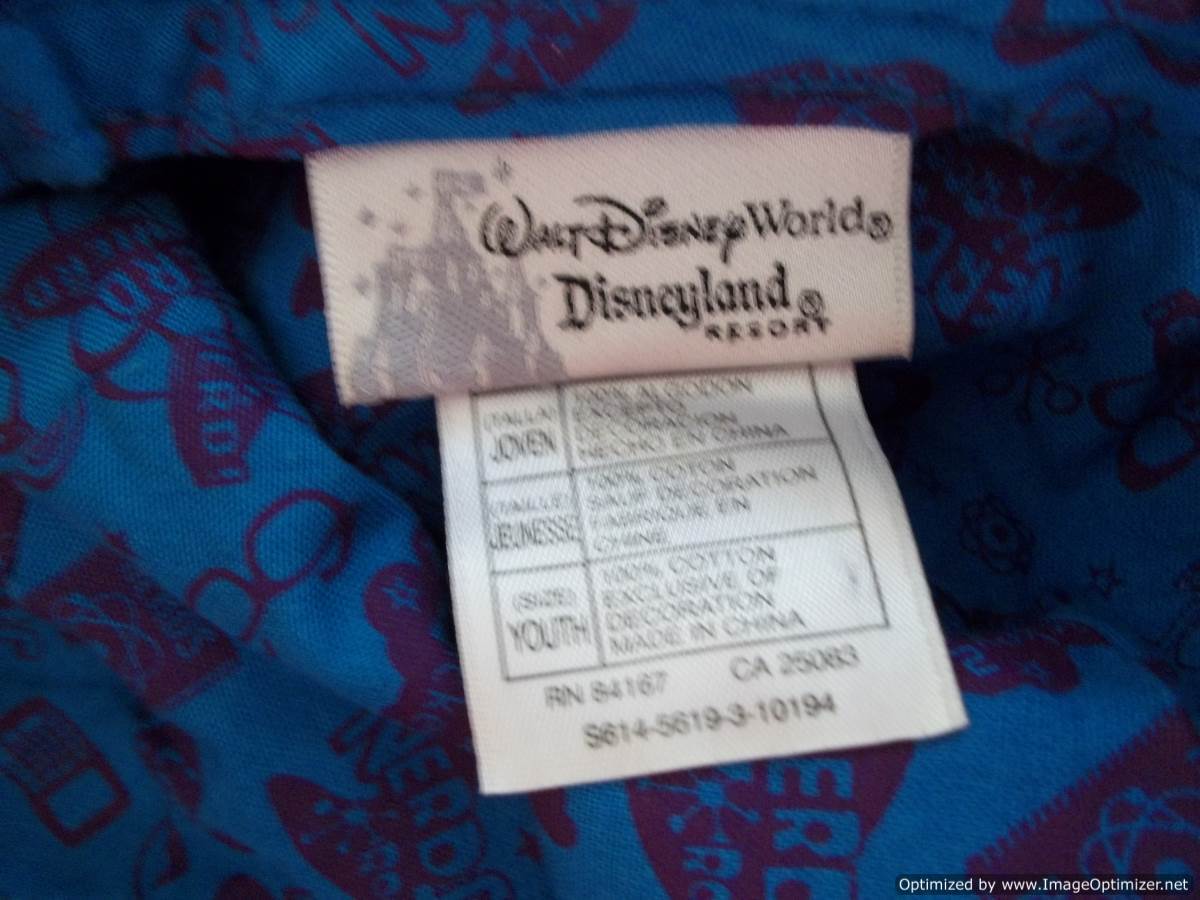 WALT DISNEY World®
Disneyland®
RESORT
(TALLA)
JOVEN
100% ALGODON
EXCEPTO
DECORACION
HECHO EN CHINA
(TAILLE)
JEUNESSE
100% COTON
SAUF DECORATION
FABRIQUE EN
CHINE
(SIZE)
YOUTH
100% COTTON
EXCLUSIVE OF
DECORATION
MADE IN CHINA
RN 84167 CA 25083
S614-5619-3-10194
NERD
Optimized by www.ImageOptimizer.net